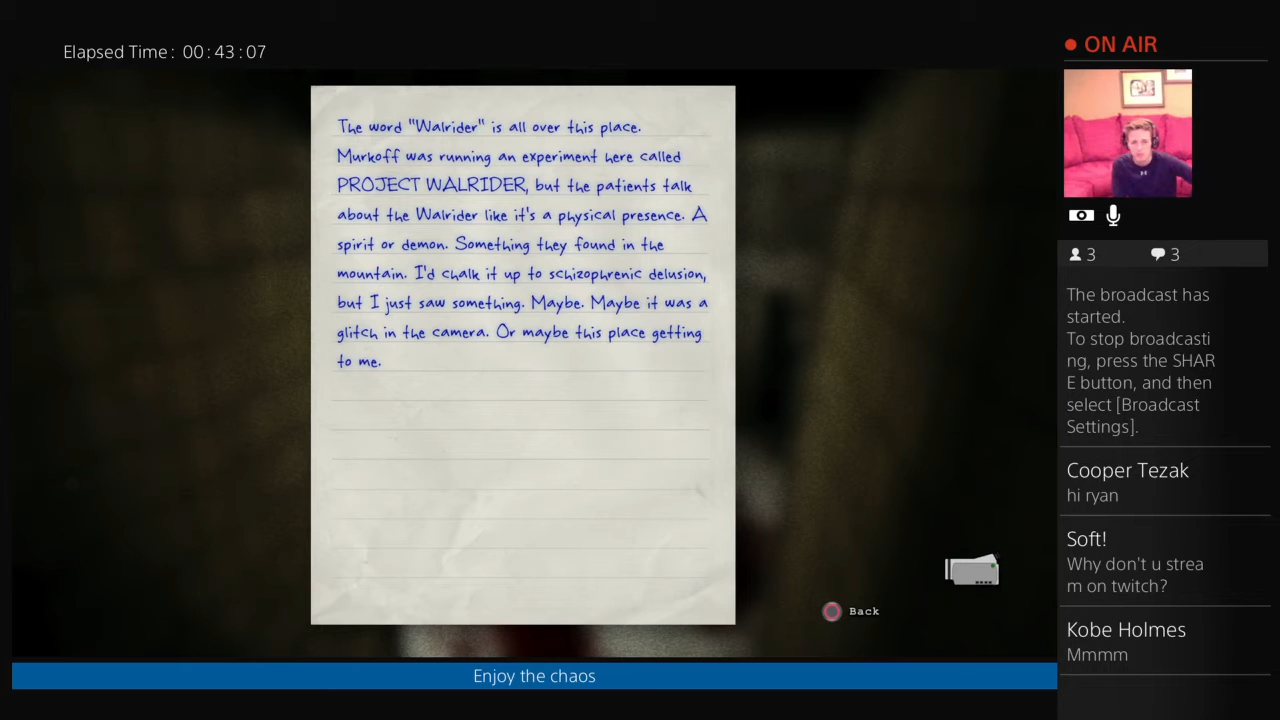 Elapsed Time: 00:43:07
The word "Walrider" is all over this place.
Murkoff was running an experiment here called
PROJECT WALRIDER, but the patients talk
about the Walrider like it's a physical presence. A
spirit or demon. Something they found in the
mountain. I'd chalk it up to schizophrenic delusion,
but I just saw something. Maybe. Maybe it was a
glitch in the camera. Or maybe this place getting
to me.
Back
Enjoy the chaos
ON AIR
3
3
The broadcast has
started.
To stop broadcasti
ng, press the SHAR
E button, and then
select [Broadcast
Settings].
Cooper Tezak
hi ryan
Soft!
Why don't u strea
m on twitch?
Kobe Holmes
Mmmm